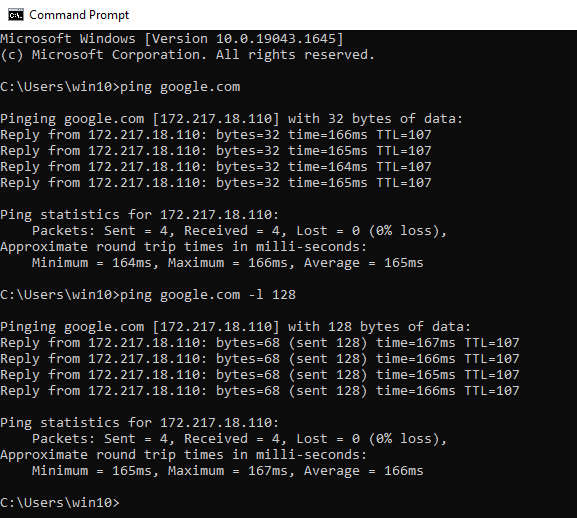 Command Prompt
Microsoft Windows [Version 10.0.19043.1645]
(c) Microsoft Corporation. All rights reserved.
C:\Users\win10>ping google.com
Pinging google.com [172.217.18.110] with 32 bytes of data:
Reply from 172.217.18.110: bytes=32 time=166ms TTL=107
Reply from 172.217.18.110: bytes=32 time=165ms TTL=107
Reply from 172.217.18.110: bytes=32 time=164ms TTL=107
Reply from 172.217.18.110: bytes=32 time=165ms TTL=107
Ping statistics for 172.217.18.110:
    Packets: Sent = 4, Received = 4, Lost = 0 (0% loss),
Approximate round trip times in milli-seconds:
    Minimum = 164ms, Maximum = 166ms, Average = 165ms
C:\Users\win10>ping google.com -l 128
Pinging google.com [172.217.18.110] with 128 bytes of data:
Reply from 172.217.18.110: bytes=68 (sent 128) time=167ms TTL=107
Reply from 172.217.18.110: bytes=68 (sent 128) time=166ms TTL=107
Reply from 172.217.18.110: bytes=68 (sent 128) time=165ms TTL=107
Reply from 172.217.18.110: bytes=68 (sent 128) time=166ms TTL=107
Ping statistics for 172.217.18.110:
    Packets: Sent = 4, Received = 4, Lost = 0 (0% loss),
Approximate round trip times in milli-seconds:
    Minimum = 165ms, Maximum = 167ms, Average = 166ms
C:\Users\win10>